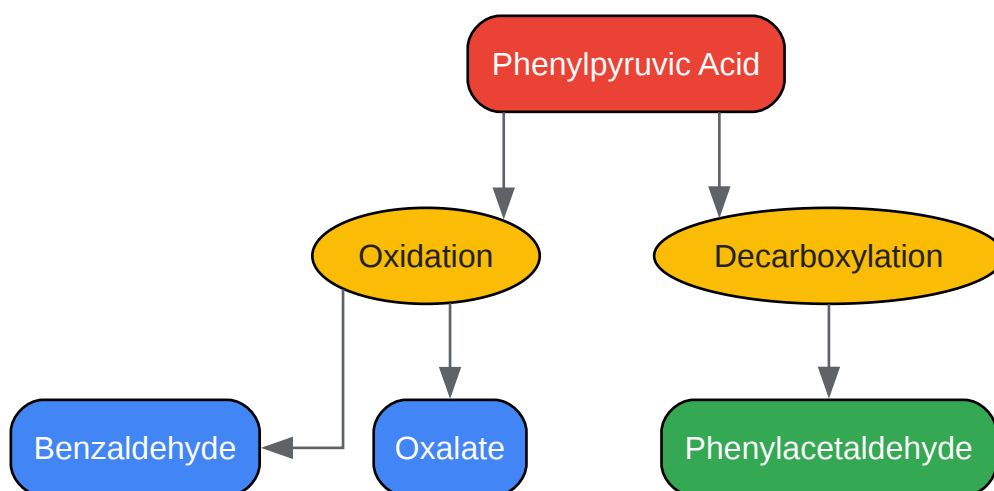 Phenylpyruvic Acid
Oxidation
Decarboxylation
Benzaldehyde
Oxalate
Phenylacetaldehyde